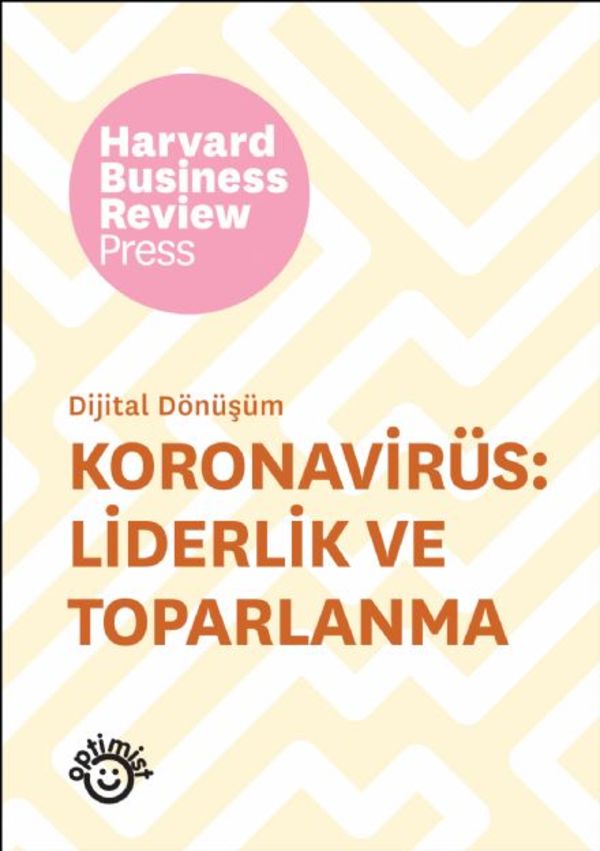 Harvard
Business
Review
Press
Dijital Dönüşüm
KORONAVİRÜS:
LİDERLİK VE
TOPARLANMA
optimist